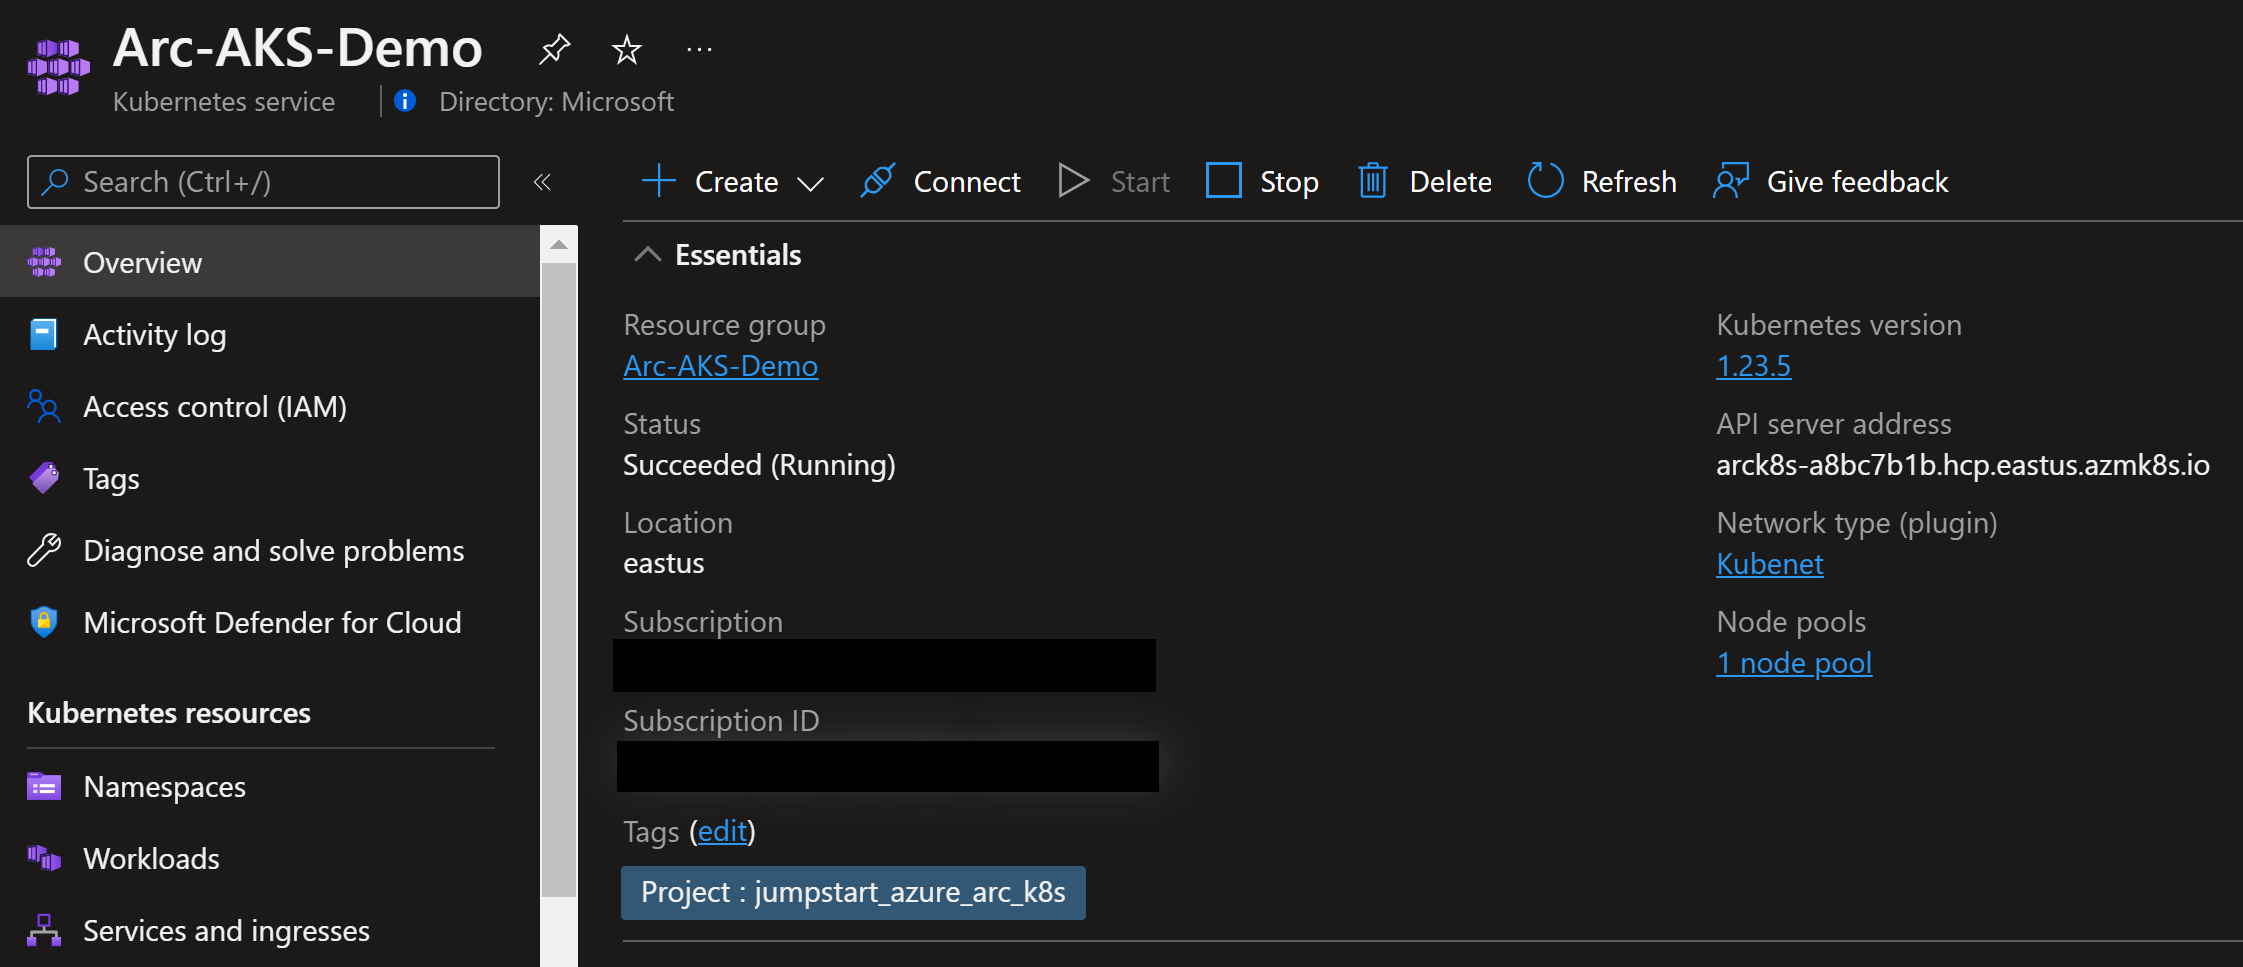 Arc-AKS-Demo
Kubernetes service
Directory: Microsoft
Search (Ctrl+/)
Create
Connect
Start
Stop
Delete
Refresh
Give feedback
Overview
Activity log
Access control (IAM)
Tags
Diagnose and solve problems
Microsoft Defender for Cloud
Kubernetes resources
Namespaces
Workloads
Services and ingresses
Essentials
Resource group
Arc-AKS-Demo
Status
Succeeded (Running)
Location
eastus
Subscription
Subscription ID
Tags (edit)
Project : jumpstart_azure_arc_k8s
Kubernetes version
1.23.5
API server address
arck8s-a8bc7b1b.hcp.eastus.azmk8s.io
Network type (plugin)
Kubenet
Node pools
1 node pool